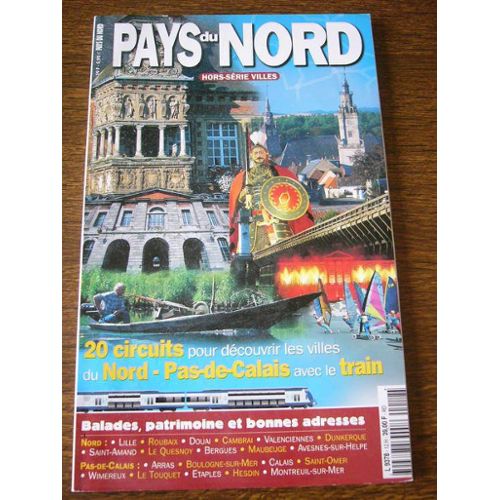 PAYS du NORD
HORS-SÉRIE VILLES
20 circuits pour découvrir les villes
du Nord - Pas-de-Calais avec le train
Balades, patrimoine et bonnes adresses
NORD : • LILLE • ROUBAIX • DOUAI • CAMBRAI • VALENCIENNES • DUNKERQUE
• SAINT-AMAND • LE QUESNOY • BERGUES • MAUBEUGE • AVESNES-SUR-HELPE
PAS-DE-CALAIS : • ARRAS • BOULOGNE-SUR-MER • CALAIS • SAINT-OMER
• WIMEREUX • LE TOUQUET • ETAPLES • HESDIN • MONTREUIL-SUR-MER
PAYS DU NORD